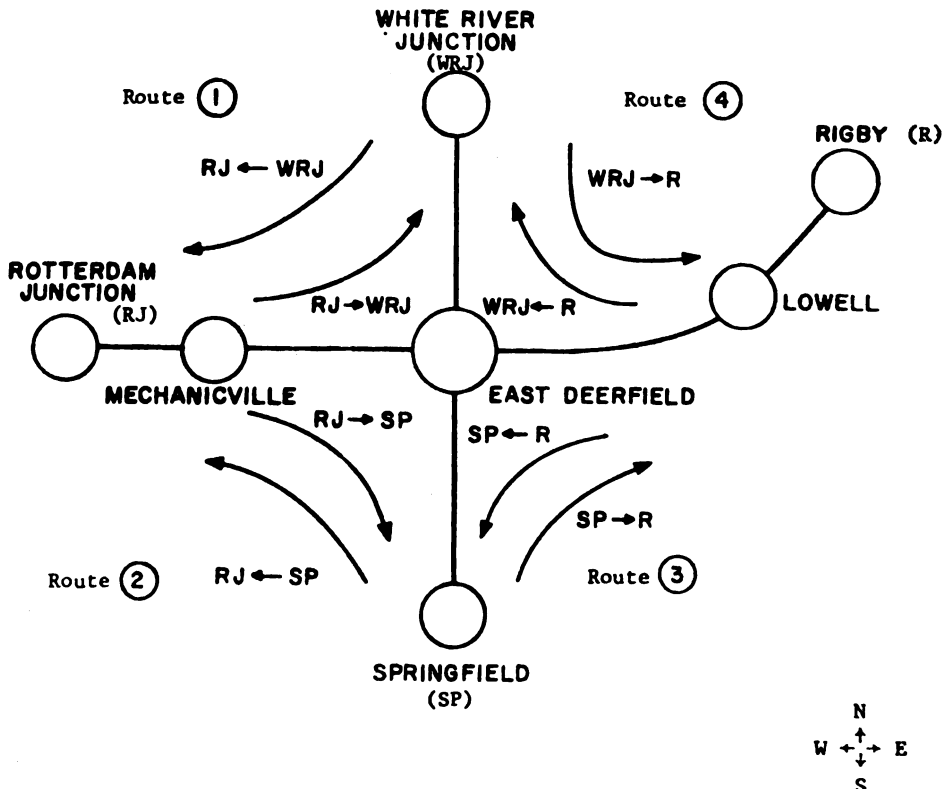 WHITE RIVER
JUNCTION
(WRJ)
Route 1
Route 4
RIGBY (R)
RJ ← WRJ
WRJ → R
ROTTERDAM
JUNCTION
(RJ)
RJ → WRJ
WRJ ← R
LOWELL
MECHANICVILLE
EAST DEERFIELD
RJ → SP
SP ← R
SP → R
Route 2
RJ ← SP
Route 3
SPRINGFIELD
(SP)
N
W ← → E
S